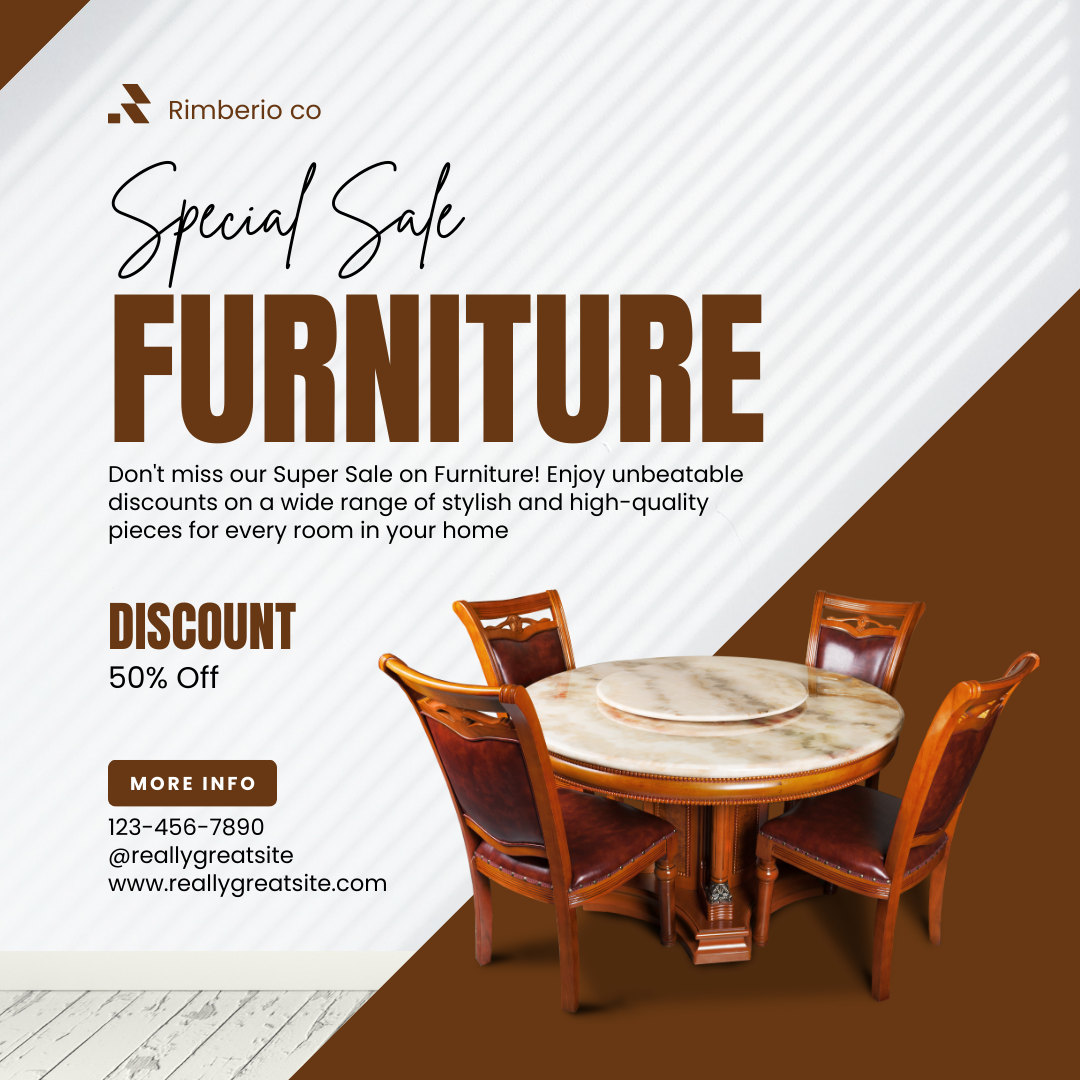 Rimberio co
Special Sale
FURNITURE
Don't miss our Super Sale on Furniture! Enjoy unbeatable
discounts on a wide range of stylish and high-quality
pieces for every room in your home
DISCOUNT
50% Off
MORE INFO
123-456-7890
@reallygreatsite
www.reallygreatsite.com